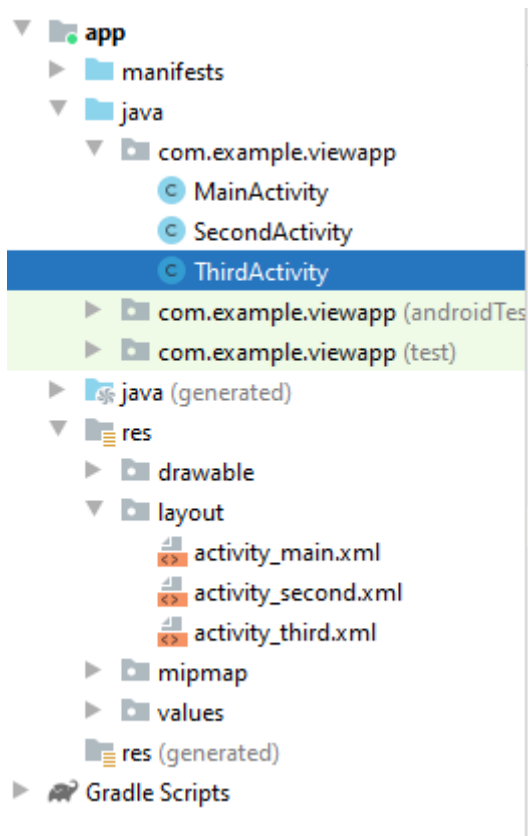 app
manifests
java
com.example.viewapp
MainActivity
SecondActivity
ThirdActivity
com.example.viewapp (androidTes
com.example.viewapp (test)
java (generated)
res
drawable
layout
activity_main.xml
activity_second.xml
activity_third.xml
mipmap
values
res (generated)
Gradle Scripts